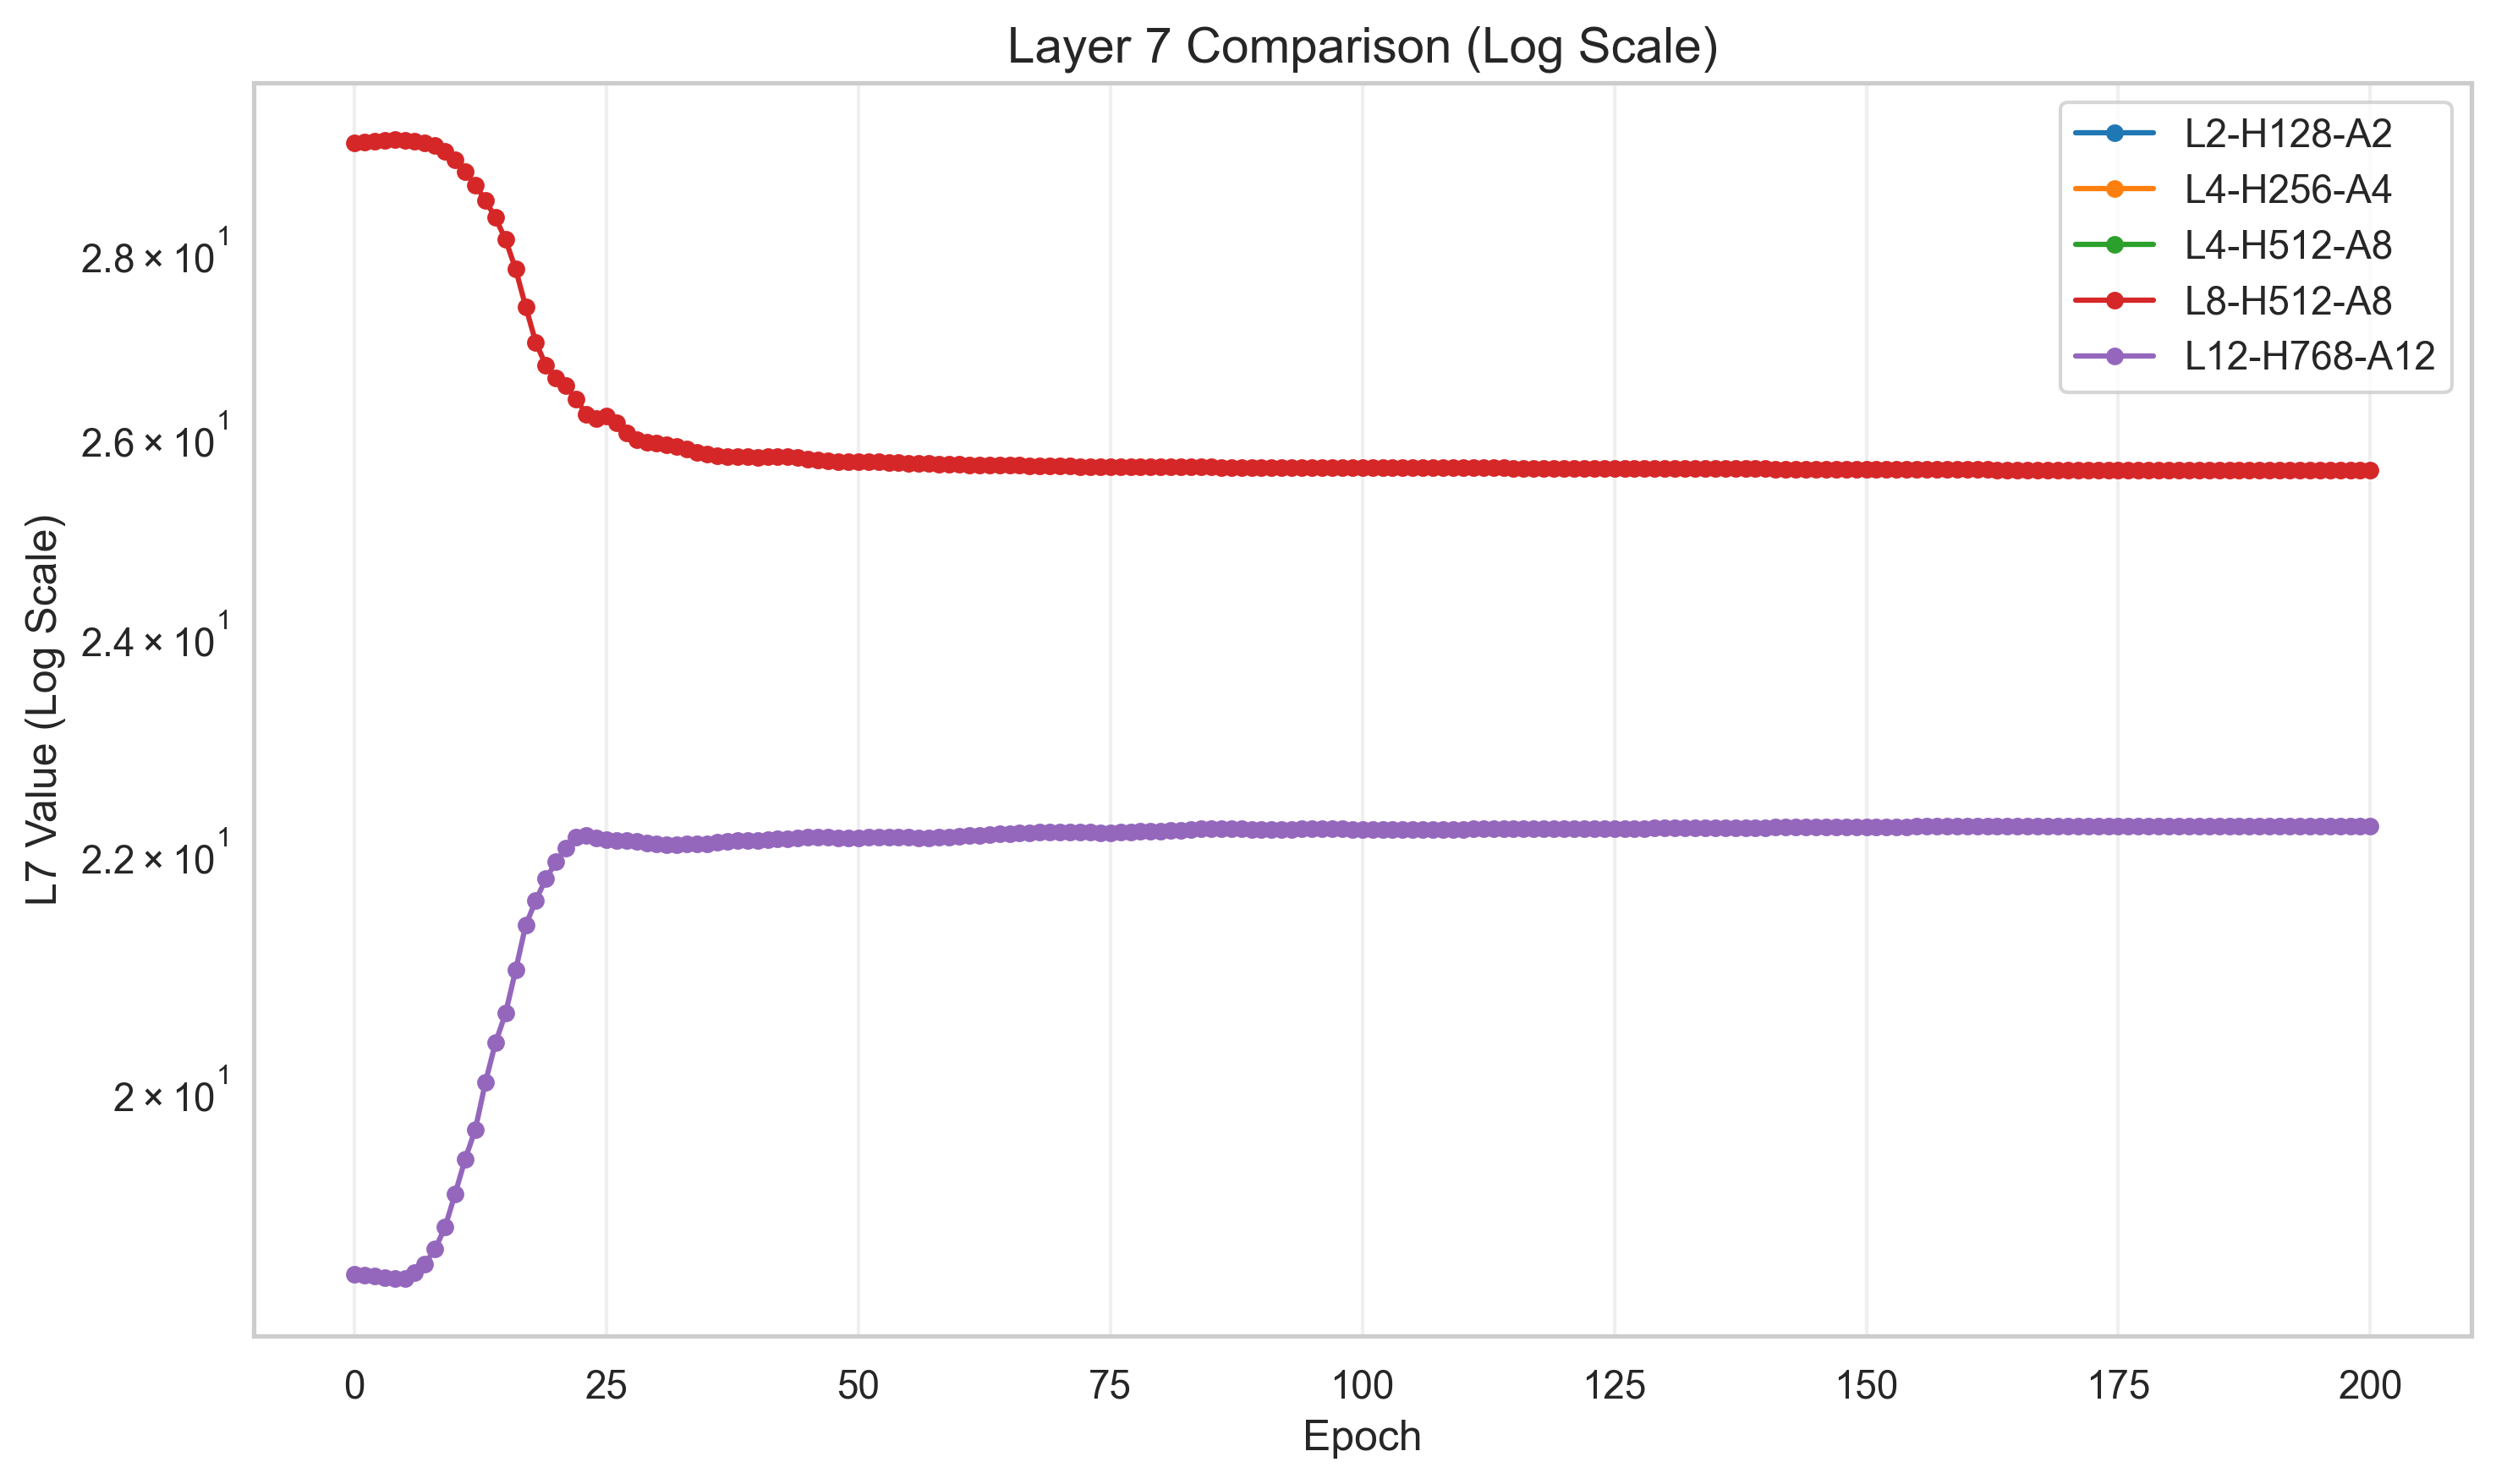 Layer 7 Comparison (Log Scale)
L2-H128-A2
L4-H256-A4
L4-H512-A8
L8-H512-A8
L12-H768-A12
L7 Value (Log Scale)
2.8 × 10¹
2.6 × 10¹
2.4 × 10¹
2.2 × 10¹
2 × 10¹
0 25 50 75 100 125 150 175 200
Epoch